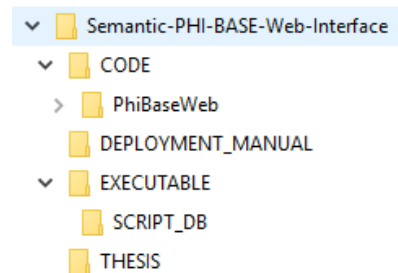 Semantic-PHI-BASE-Web-Interface
CODE
PhiBaseWeb
DEPLOYMENT_MANUAL
EXECUTABLE
SCRIPT_DB
THESIS